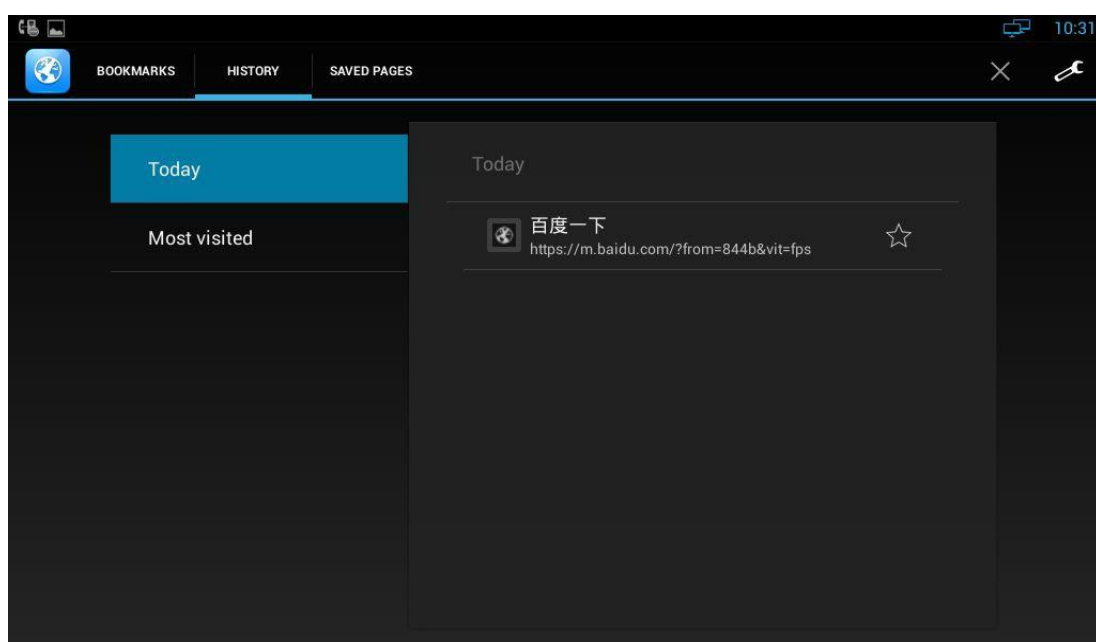 10:31
BOOKMARKS
HISTORY
SAVED PAGES
Today
Most visited
Today
百度一下
https://m.baidu.com/?from=844b&vit=fps